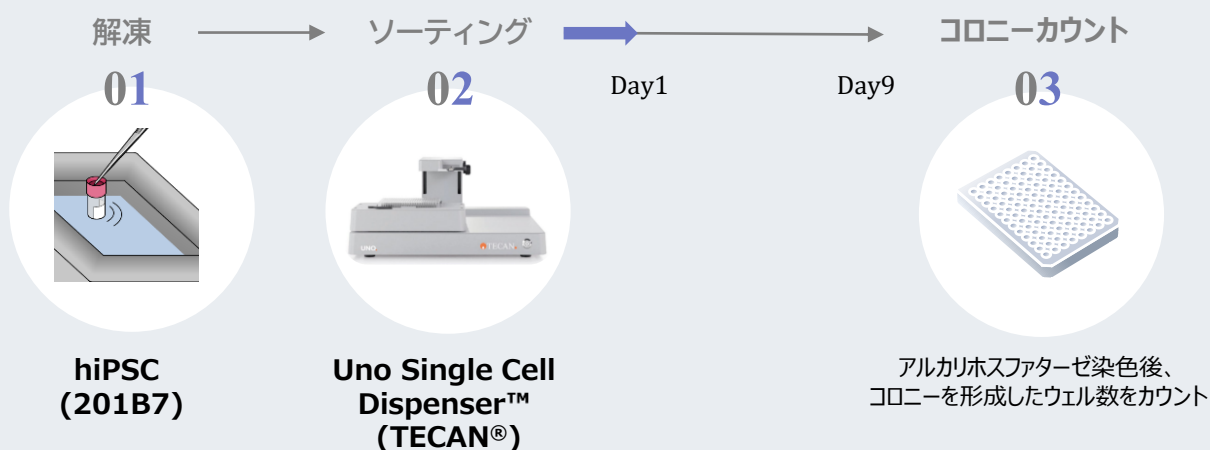 解凍
ソーティング
コロニーカウント
01
02
Day1
Day9
03
UNO
TECAN
hiPSC
(201B7)
Uno Single Cell
Dispenser™
(TECAN®)
アルカリホスファターゼ染色後、
コロニーを形成したウェル数をカウント